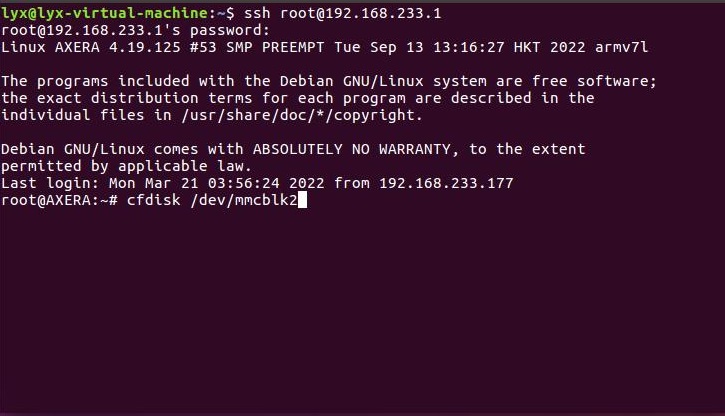 lyx@lyx-virtual-machine:~$ ssh root@192.168.233.1
root@192.168.233.1's password:
Linux AXERA 4.19.125 #53 SMP PREEMPT Tue Sep 13 13:16:27 HKT 2022 armv7l

The programs included with the Debian GNU/Linux system are free software;
the exact distribution terms for each program are described in the
individual files in /usr/share/doc/*/copyright.

Debian GNU/Linux comes with ABSOLUTELY NO WARRANTY, to the extent
permitted by applicable law.
Last login: Mon Mar 21 03:56:24 2022 from 192.168.233.177
root@AXERA:~# cfdisk /dev/mmcblk2